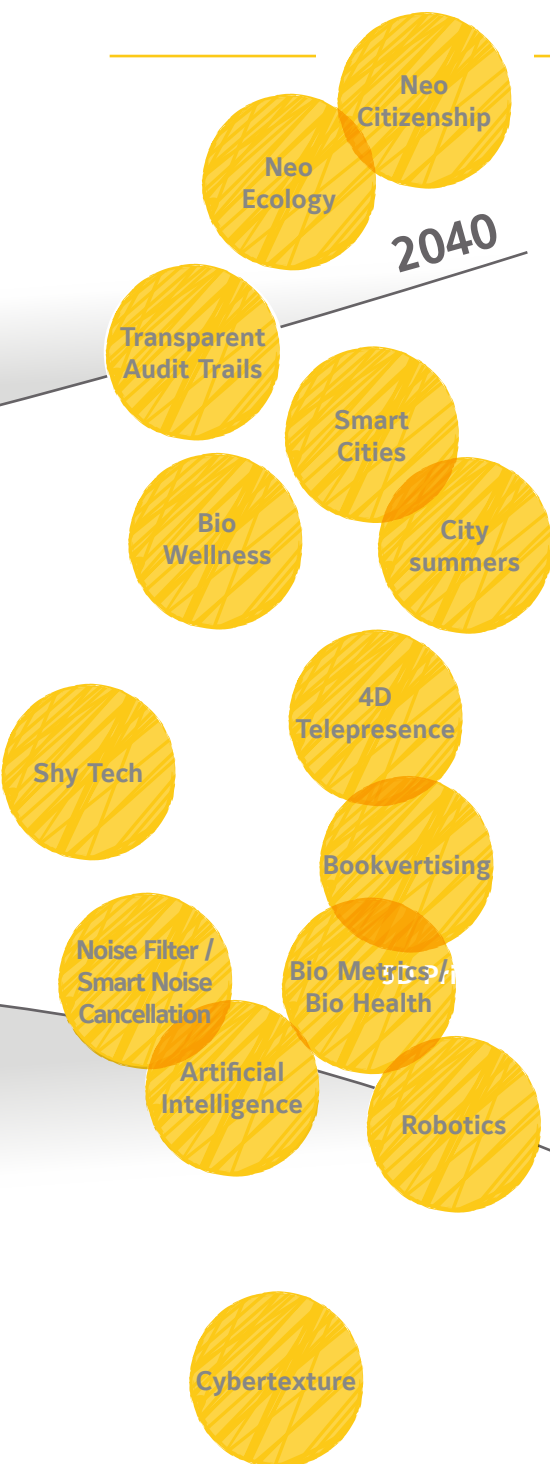 Neo
Citizenship
Neo
Ecology
2040
Transparent
Audit Trails
Smart
Cities
Bio
Wellness
City
summers
4D
Telepresence
Shy Tech
Bookvertising
Noise Filter /
Smart Noise
Cancellation
Bio Metrics /
Bio Health
Artificial
Intelligence
Robotics
Cybertexture